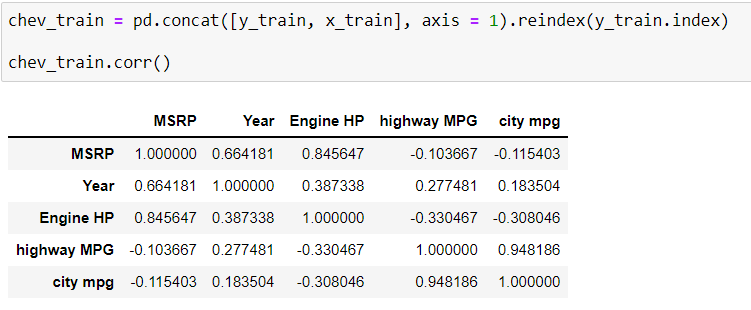 chev_train = pd.concat([y_train, x_train], axis = 1).reindex(y_train.index)
chev_train.corr()
MSRP Year Engine HP highway MPG city mpg
MSRP 1.000000 0.664181 0.845647 -0.103667 -0.115403
Year 0.664181 1.000000 0.387338 0.277481 0.183504
Engine HP 0.845647 0.387338 1.000000 -0.330467 -0.308046
highway MPG -0.103667 0.277481 -0.330467 1.000000 0.948186
city mpg -0.115403 0.183504 -0.308046 0.948186 1.000000